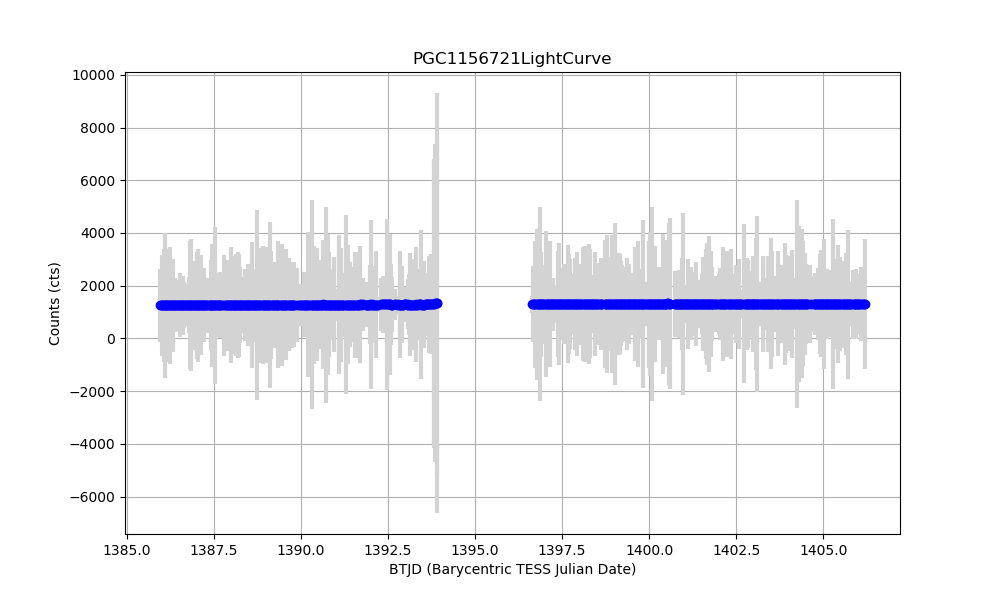 PGC1156721LightCurve
10000
8000
6000
4000
2000
0
−2000
−4000
−6000
Counts (cts)
1385.0 1387.5 1390.0 1392.5 1395.0 1397.5 1400.0 1402.5 1405.0
BTJD (Barycentric TESS Julian Date)